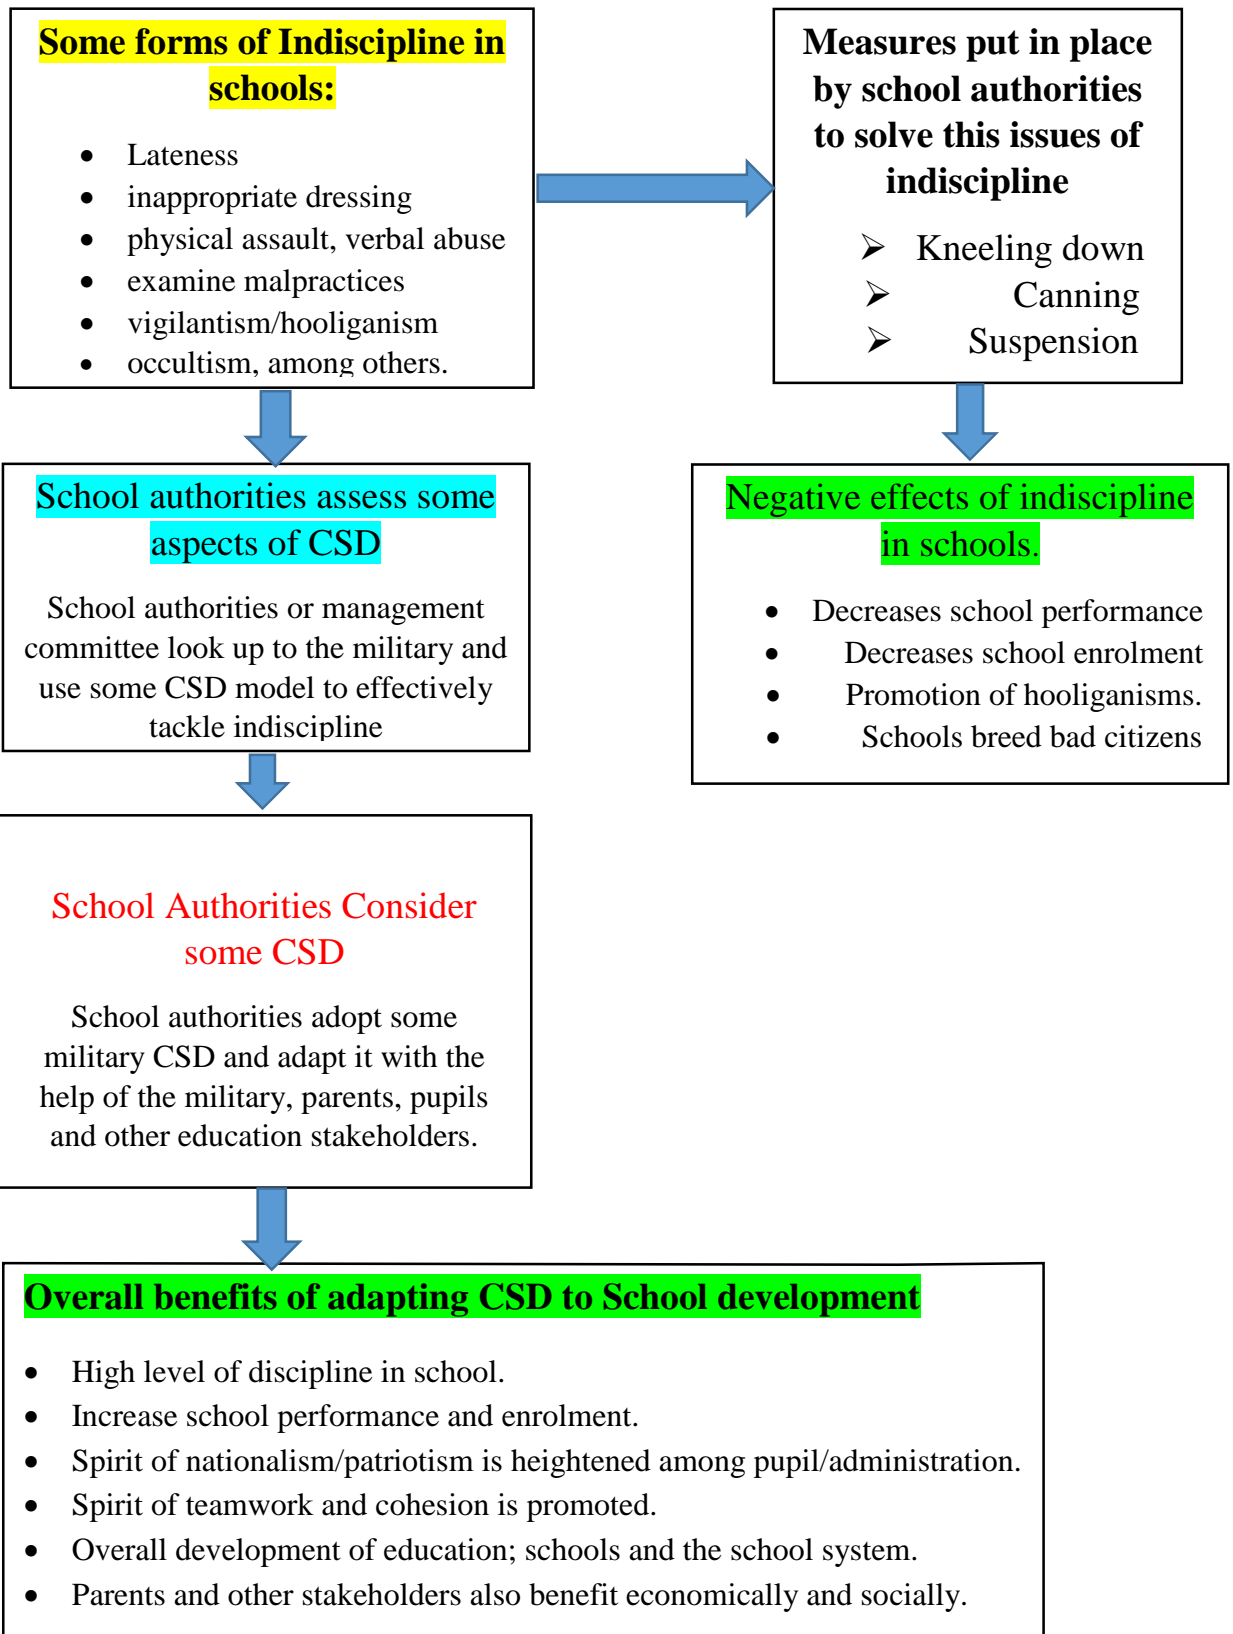 Some forms of Indiscipline in
schools:
• Lateness
• inappropriate dressing
• physical assault, verbal abuse
• examine malpractices
• vigilantism/hooliganism
• occultism, among others.
Measures put in place
by school authorities
to solve this issues of
indiscipline
➢ Kneeling down
➢ Canning
➢ Suspension
School authorities assess some
aspects of CSD
School authorities or management
committee look up to the military and
use some CSD model to effectively
tackle indiscipline
Negative effects of indiscipline
in schools.
• Decreases school performance
• Decreases school enrolment
• Promotion of hooliganisms.
• Schools breed bad citizens
School Authorities Consider
some CSD
School authorities adopt some
military CSD and adapt it with the
help of the military, parents, pupils
and other education stakeholders.
Overall benefits of adapting CSD to School development
• High level of discipline in school.
• Increase school performance and enrolment.
• Spirit of nationalism/patriotism is heightened among pupil/administration.
• Spirit of teamwork and cohesion is promoted.
• Overall development of education; schools and the school system.
• Parents and other stakeholders also benefit economically and socially.